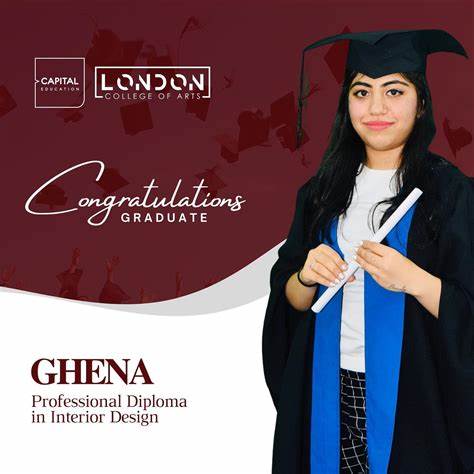 CAPITAL
EDUCATION
LONDON
COLLEGE OF ARTS
Congratulations
GRADUATE
GHENA
Professional Diploma
in Interior Design